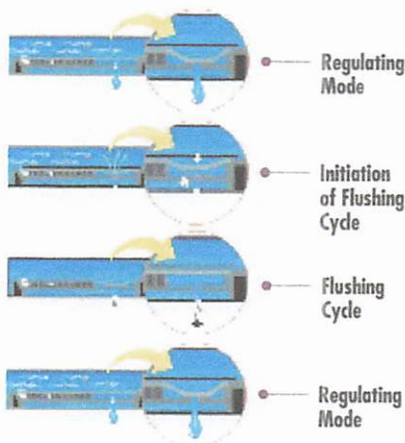 Regulating
Mode
Initiation
of Flushing
Cycle
Flushing
Cycle
Regulating
Mode